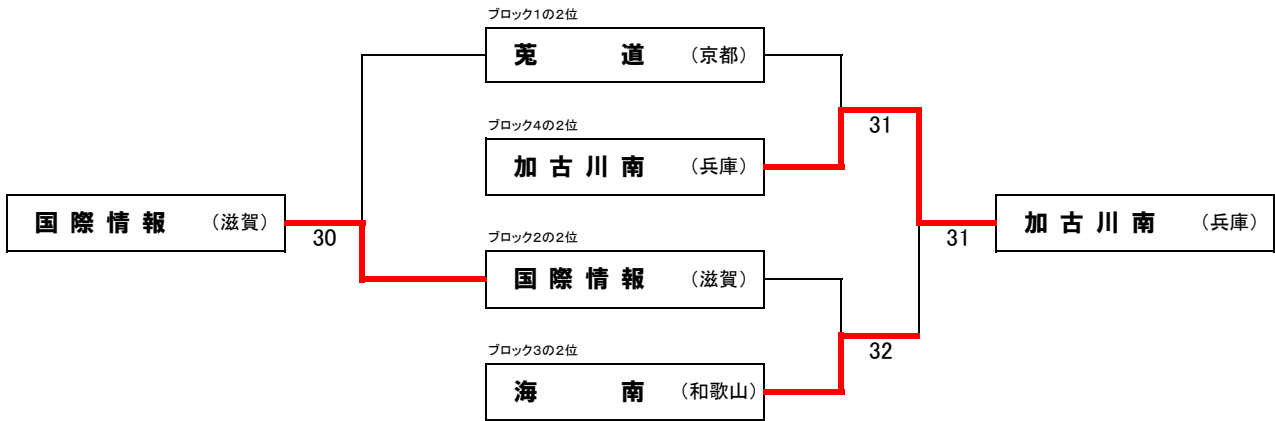 ブロック1の2位
莵道 (京都)
31
ブロック4の2位
加古川南 (兵庫)
国際情報 (滋賀)
30
31
加古川南 (兵庫)
ブロック2の2位
国際情報 (滋賀)
32
ブロック3の2位
海南 (和歌山)